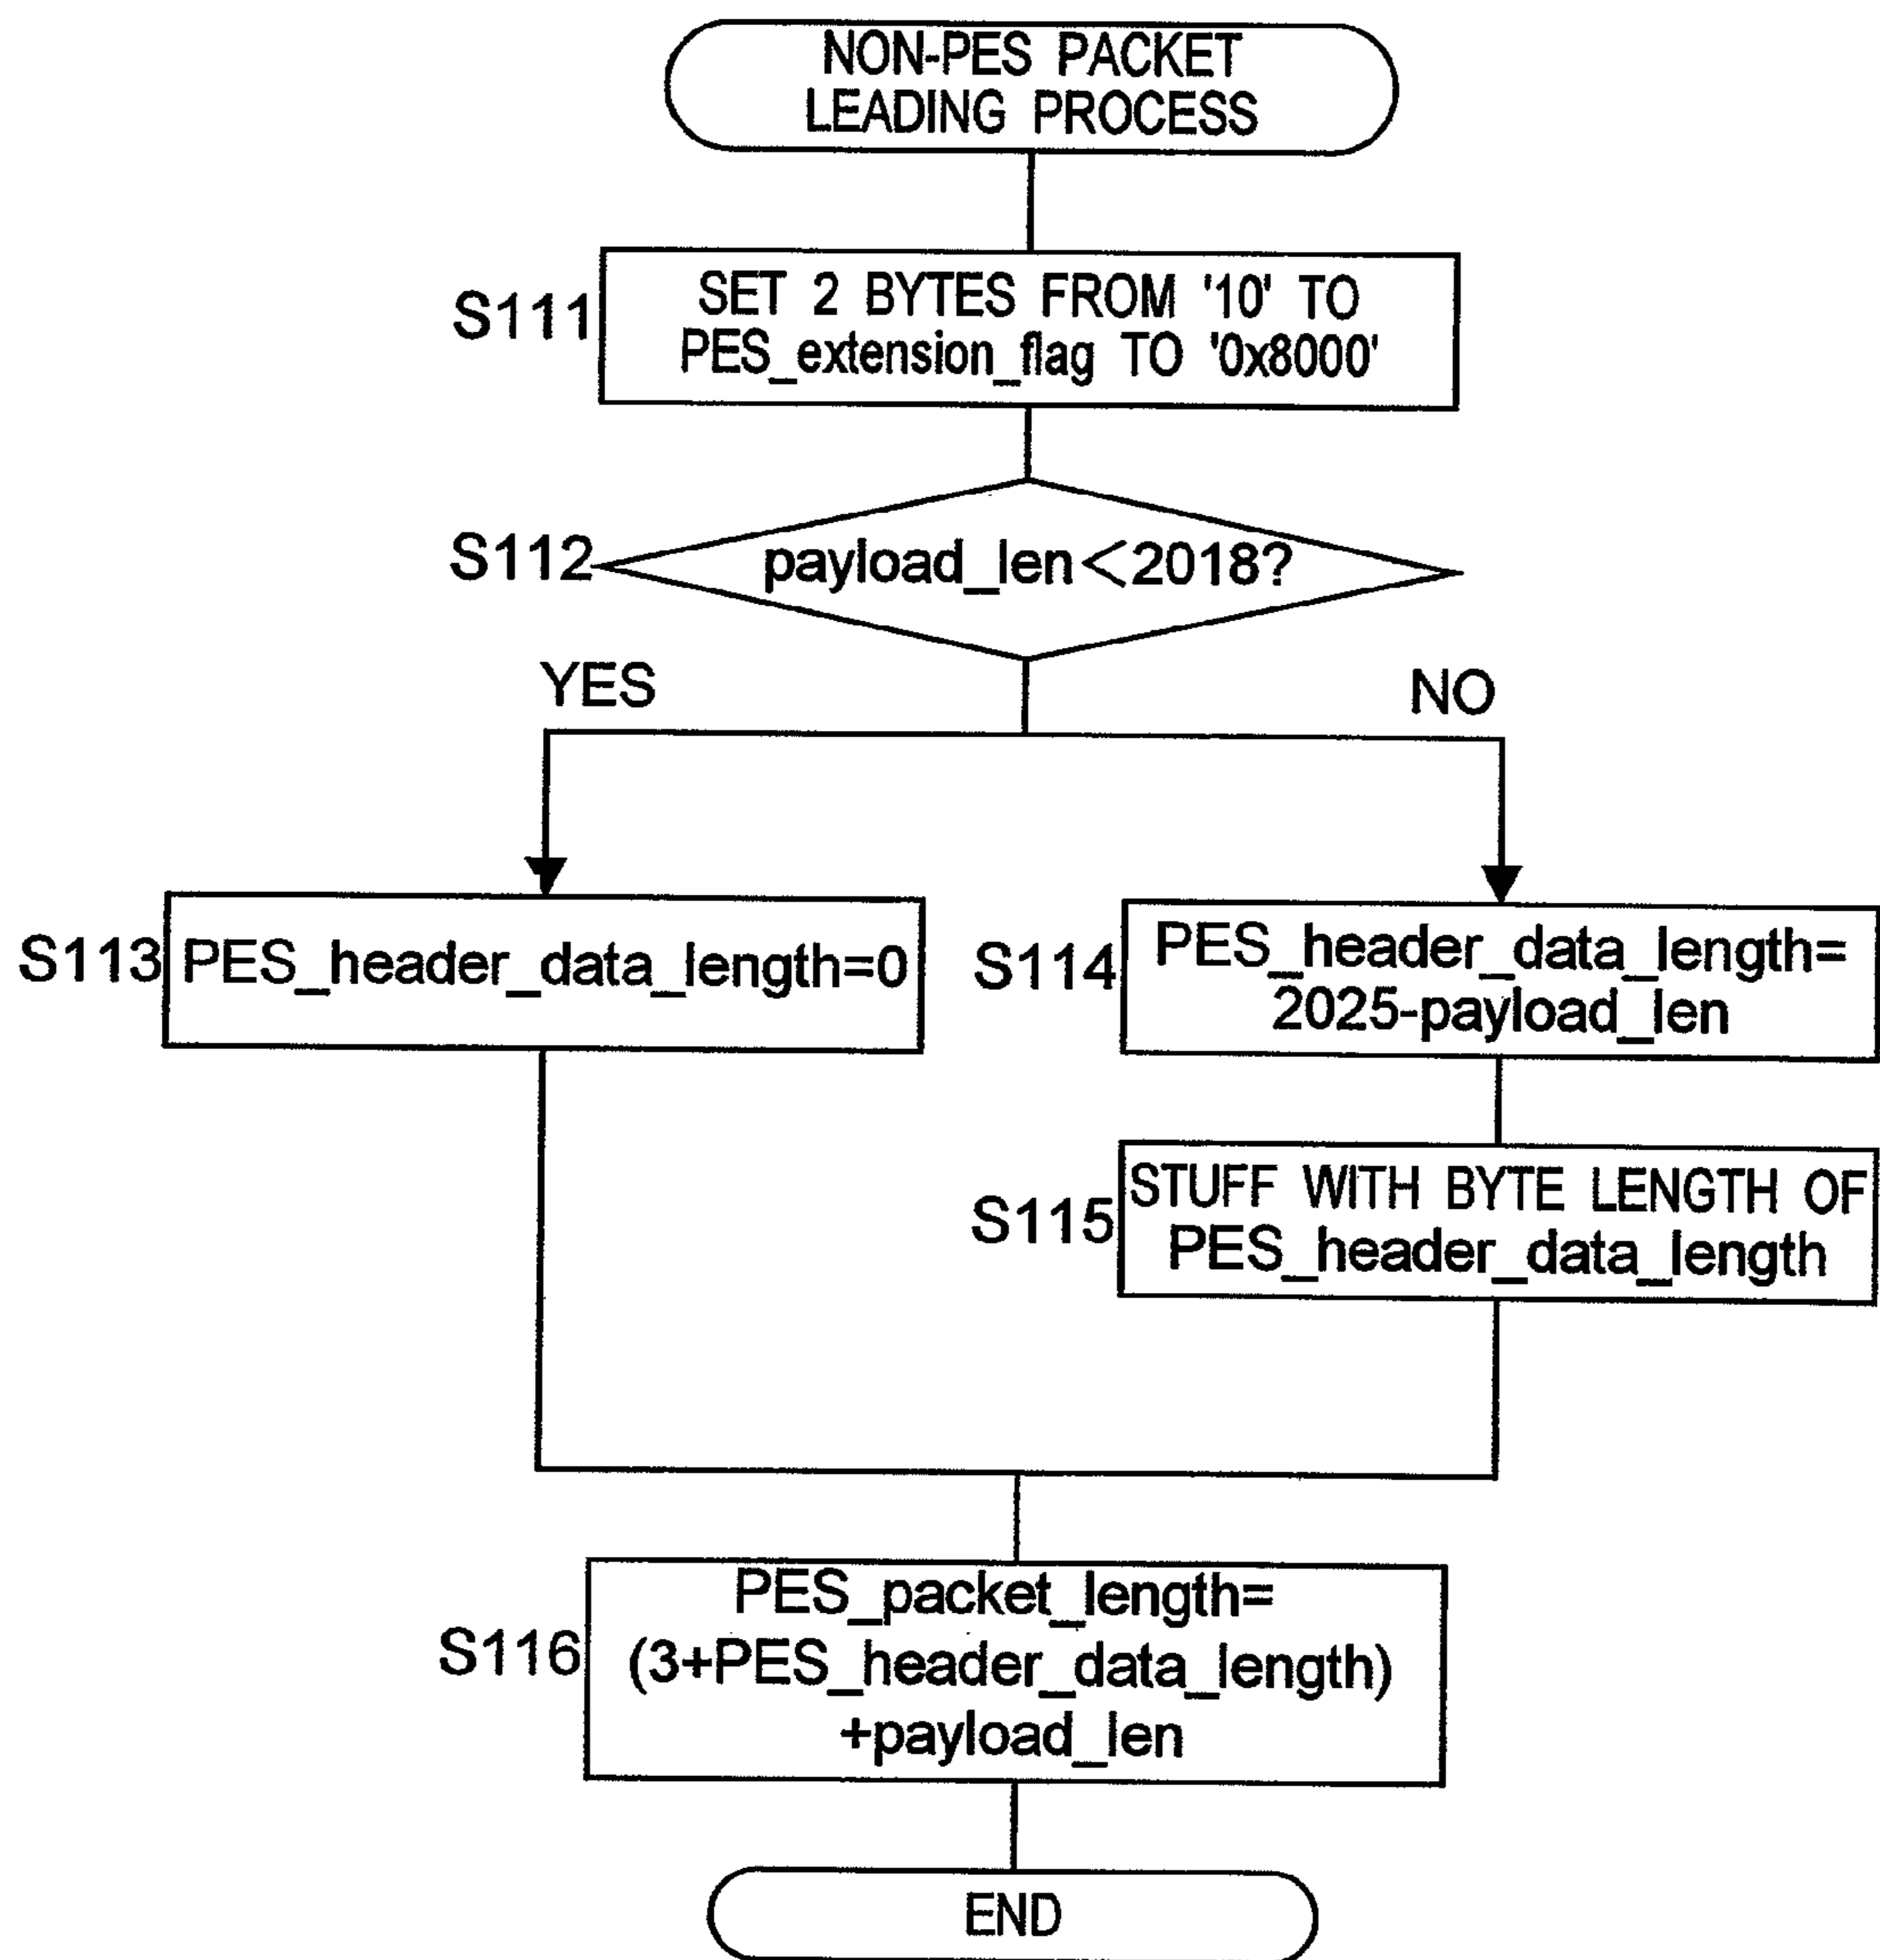 NON-PES PACKET
LEADING PROCESS
S111
SET 2 BYTES FROM '10' TO
PES_extension_flag TO '0x8000'
S112
payload_len<2018?
YES
NO
S113
PES_header_data_length=0
S114
PES_header_data_length=
2025-payload_len
S115
STUFF WITH BYTE LENGTH OF
PES_header_data_length
S116
PES_packet_length=
(3+PES_header_data_length)
+payload_len
END